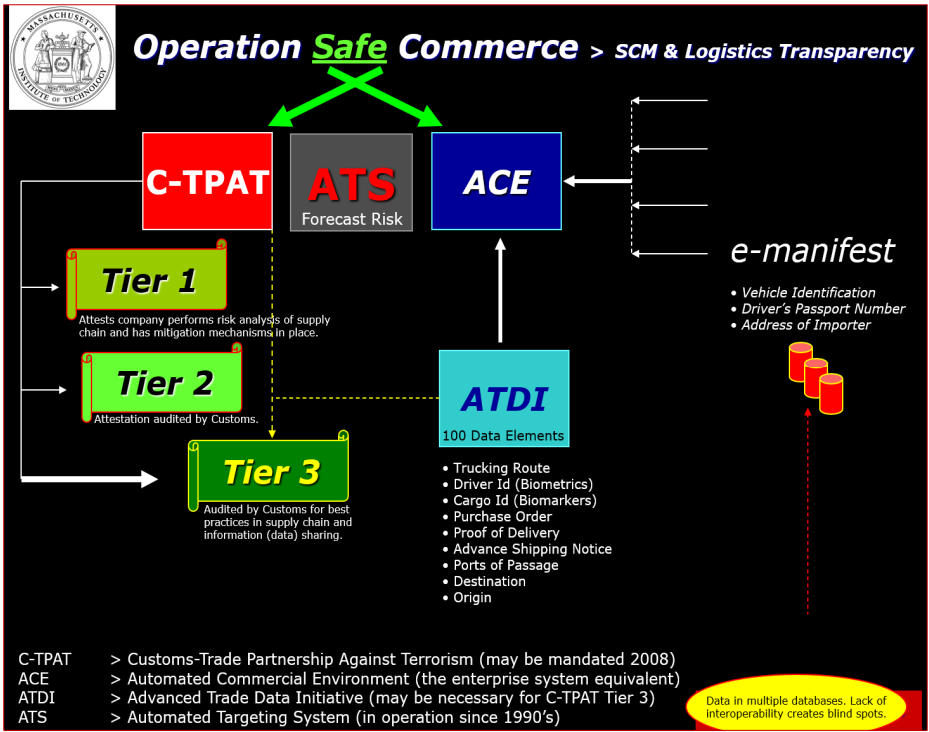 MASSACHUSETTS
INSTITUTE OF TECHNOLOGY
Operation Safe Commerce > SCM & Logistics Transparency
C-TPAT
ATS
Forecast Risk
ACE
e-manifest
• Vehicle Identification
• Driver's Passport Number
• Address of Importer
Tier 1
Attests company performs risk analysis of supply
chain and has mitigation mechanisms in place.
Tier 2
Attestation audited by Customs.
Tier 3
Audited by Customs for best
practices in supply chain and
information (data) sharing.
ATDI
100 Data Elements
• Trucking Route
• Driver Id (Biometrics)
• Cargo Id (Biomarkers)
• Purchase Order
• Proof of Delivery
• Advance Shipping Notice
• Ports of Passage
• Destination
• Origin
C-TPAT > Customs-Trade Partnership Against Terrorism (may be mandated 2008)
ACE > Automated Commercial Environment (the enterprise system equivalent)
ATDI > Advanced Trade Data Initiative (may be necessary for C-TPAT Tier 3)
ATS > Automated Targeting System (in operation since 1990's)
Data in multiple databases. Lack of
interoperability creates blind spots.